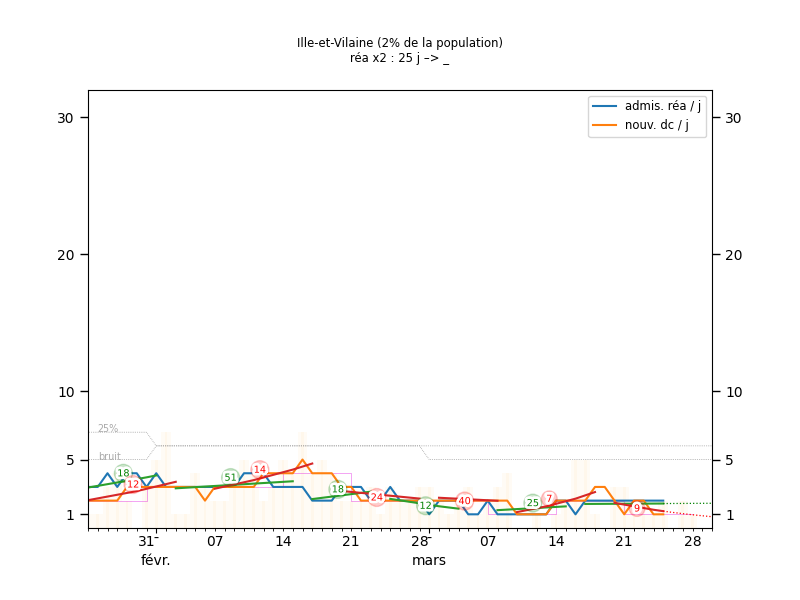 Ille-et-Vilaine (2% de la population)
réa x2 : 25 j –> _
admis. réa / j
nouv. dc / j
30 30
20 20
10 10
25%
bruit
5 5
18 12 51 14 18 24 12 40 25 7 9
1 1
31 07 14 21 28 07 14 21 28
févr. mars